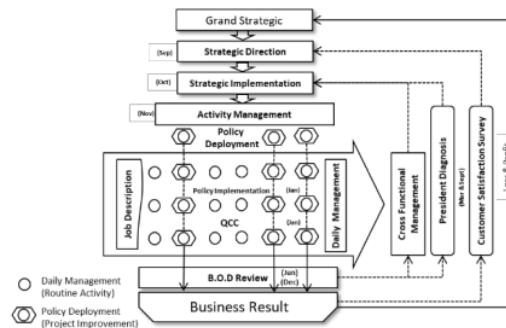 Grand Strategic
(Sep)
Strategic Direction
(Oct)
Strategic Implementation
(Nov)
Activity Management
Policy
Deployment
Job Description
Policy Implementation
(Jan)
QCC
(Jan)
Daily Management
Cross Functional
Management
President Diagnosis
(Mar &Sept)
Customer Satisfaction Survey
B.O.D Review
(Jun)
(Dec)
Business Result
Daily Management
(Routine Activity)
Policy Deployment
(Project Improvement)